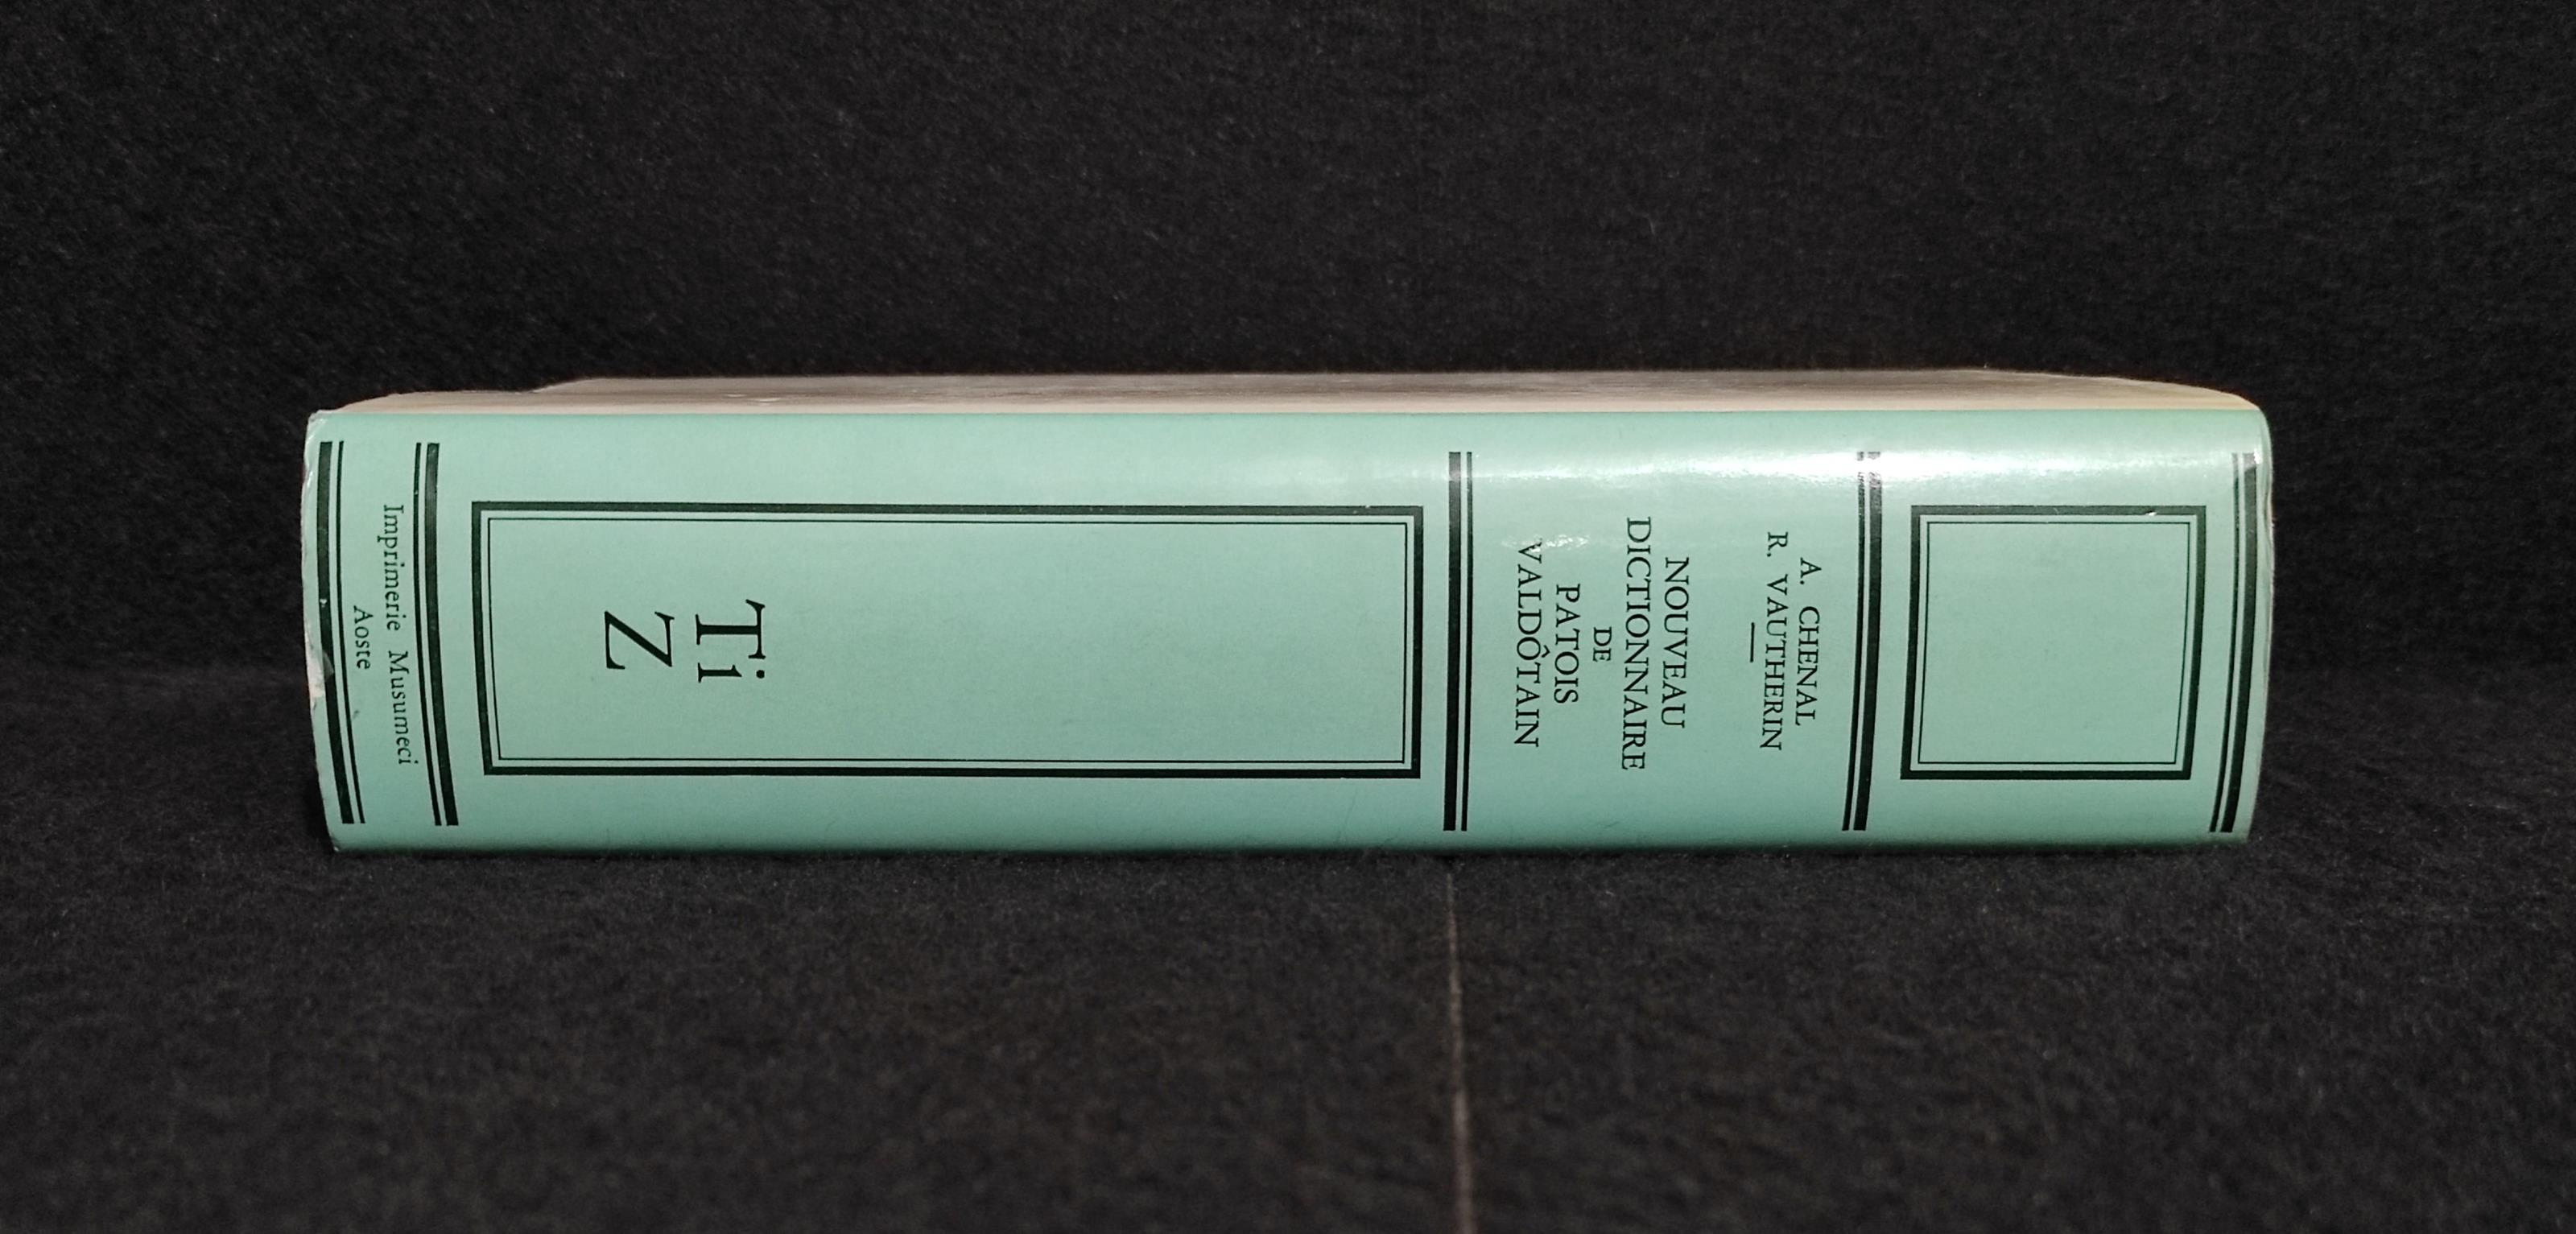 A. CHENAL
R. VAUTHERIN
NOUVEAU
DICTIONNAIRE
DE
PATOIS
VALDÔTAIN
Ti
Z
Imprimerie Musumeci
Aoste